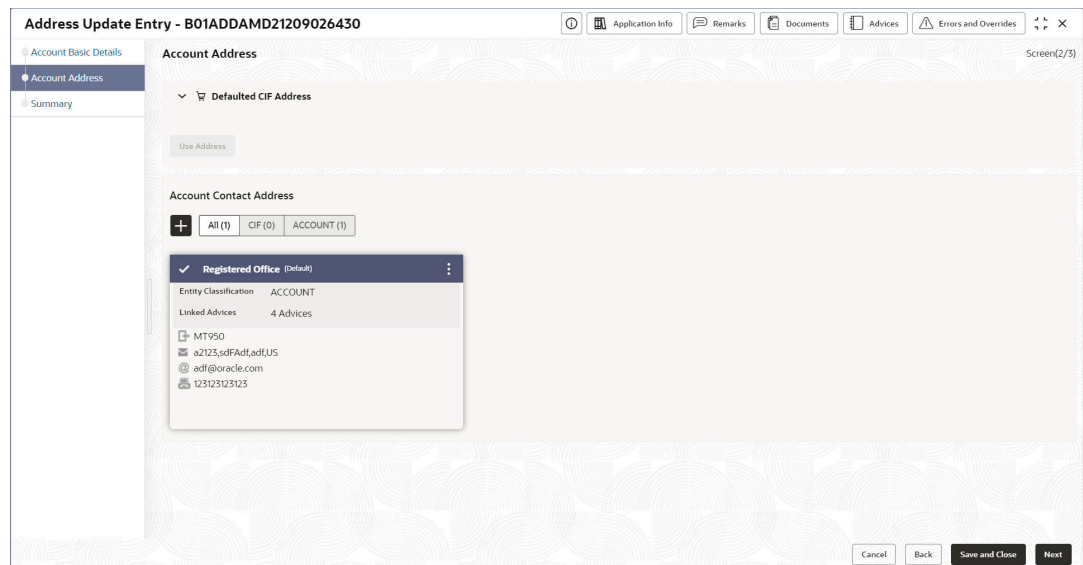 Address Update Entry - B01ADDAMD21209026430
Application Info
Remarks
Documents
Advices
Errors and Overrides
Account Basic Details
Account Address
Summary
Account Address
Screen(2/3)
Defaulted CIF Address
Use Address
Account Contact Address
All (1) CIF (0) ACCOUNT (1)
Registered Office (Default)
Entity Classification ACCOUNT
Linked Advices 4 Advices
MT950
a2123,sdFAdf,adf,US
adf@oracle.com
123123123123
Cancel Back Save and Close Next